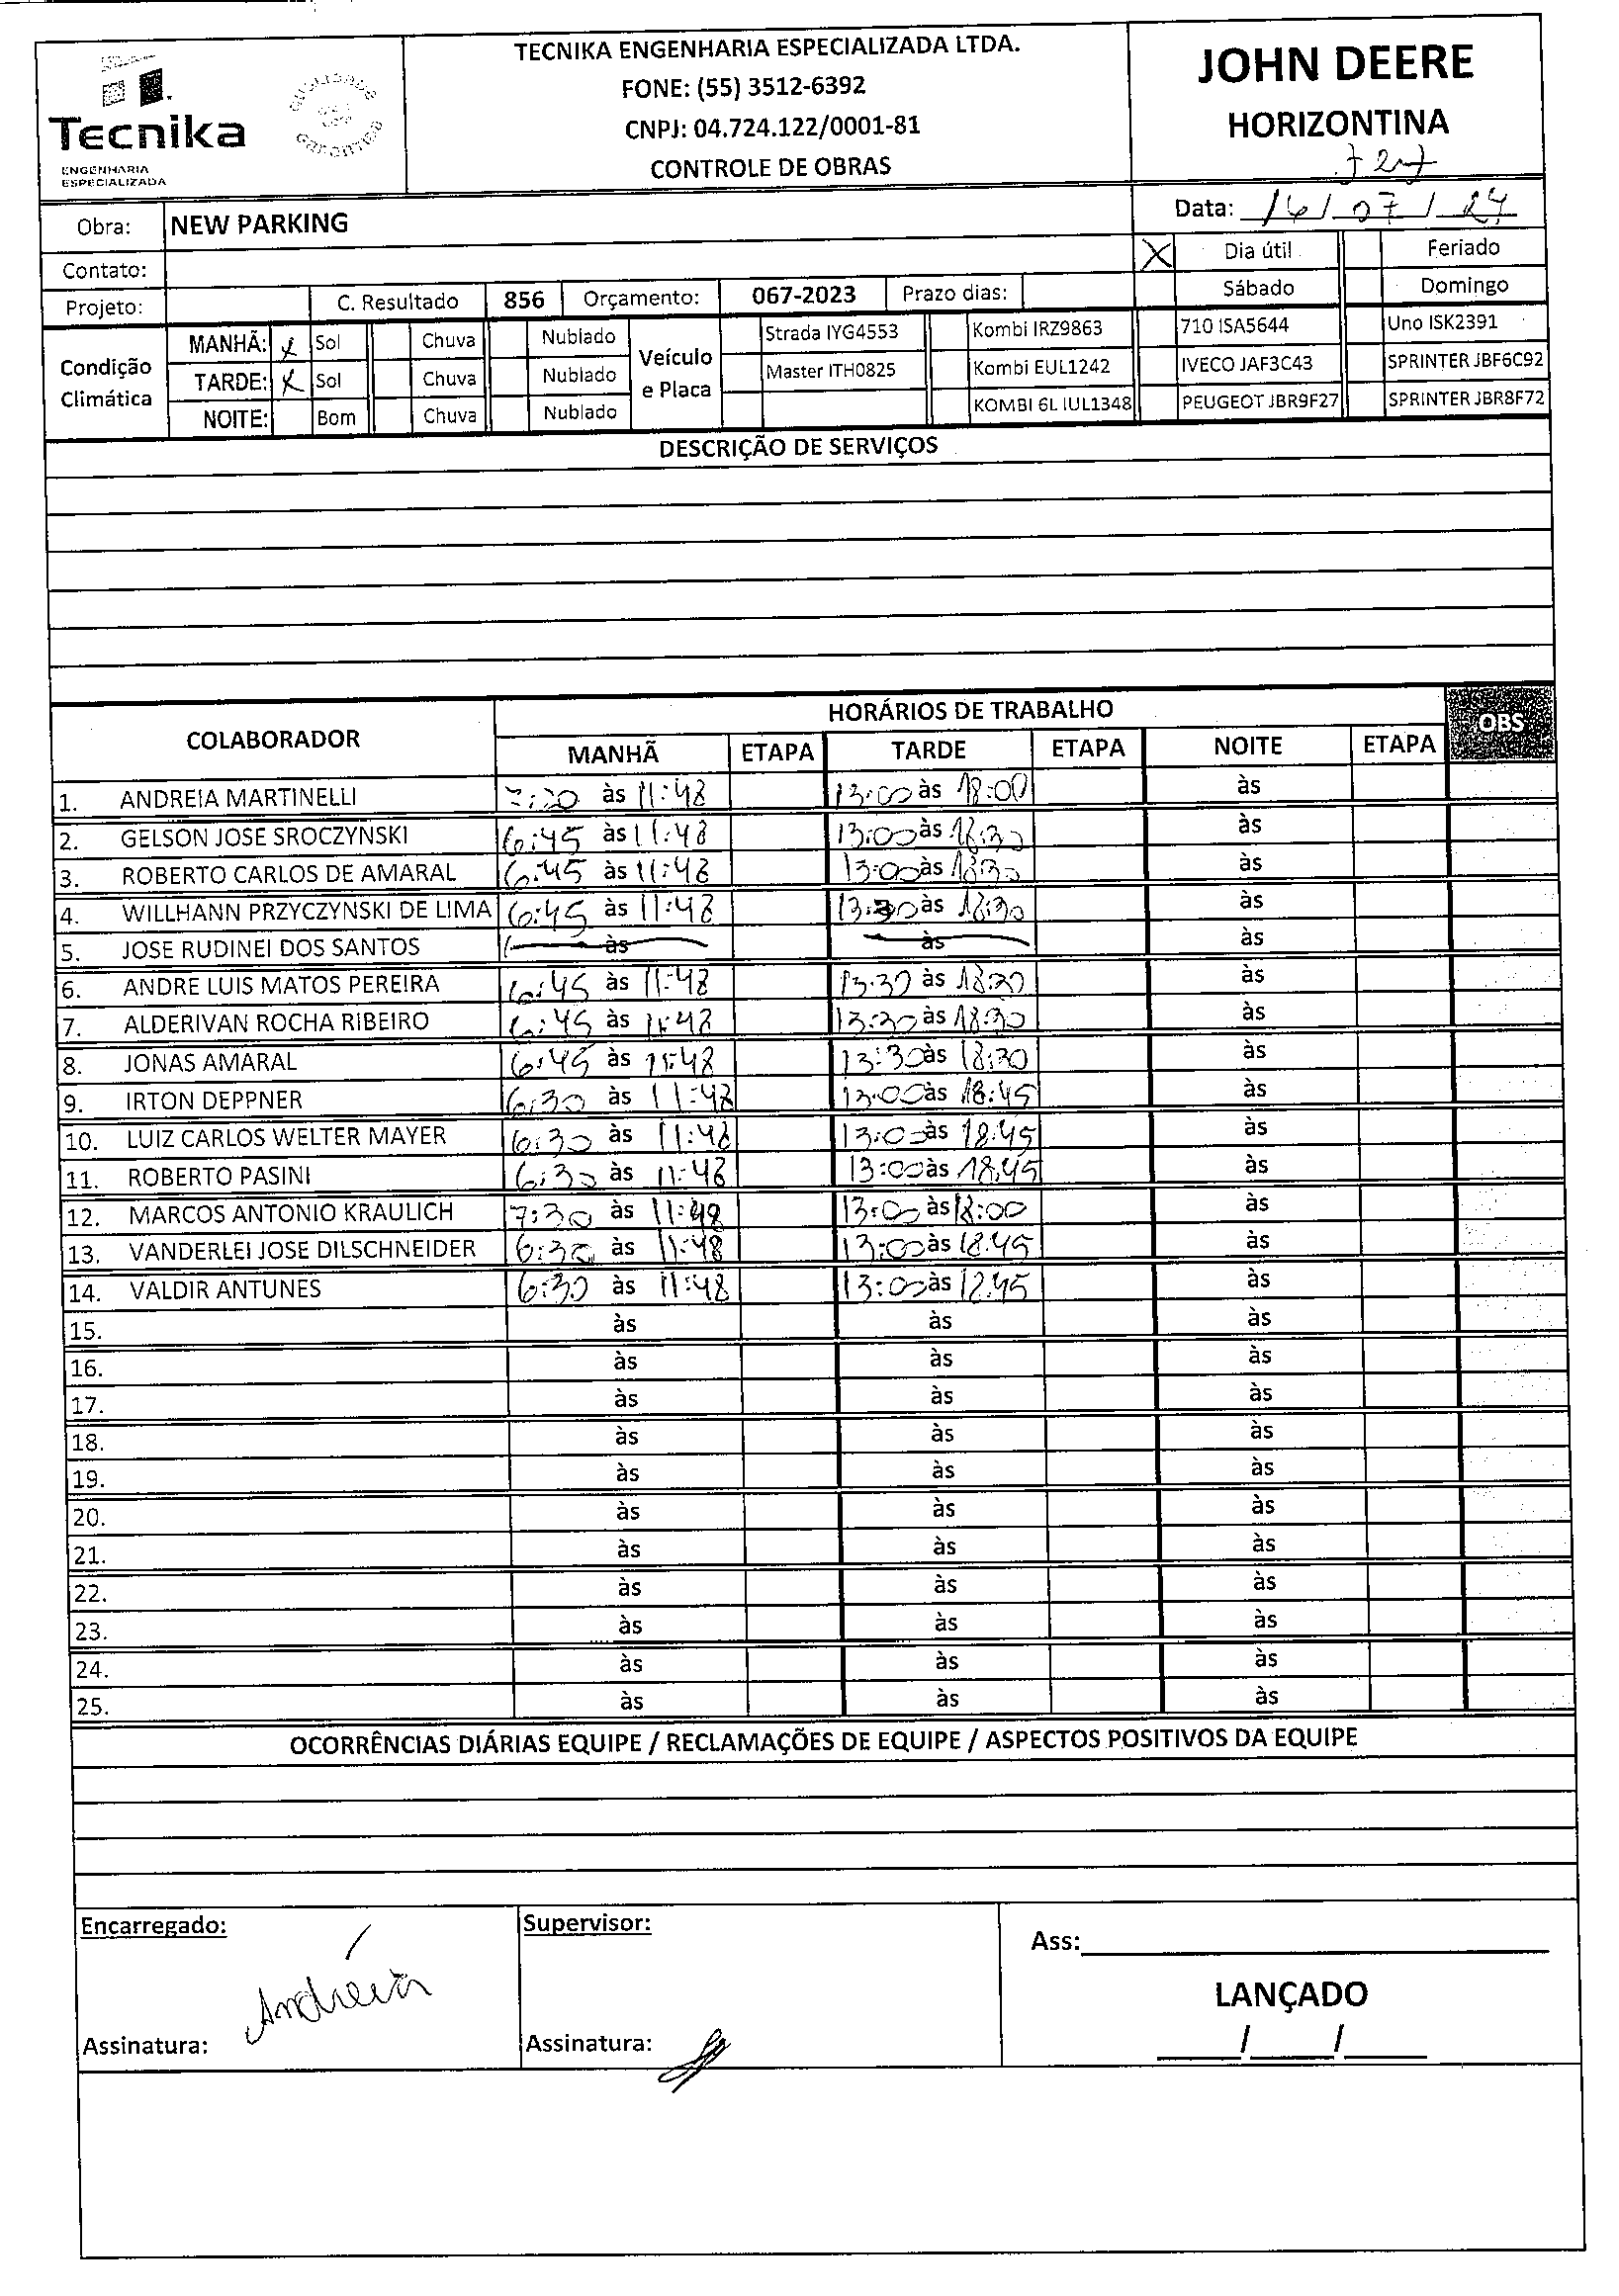 TECNIKA ENGENHARIA ESPECIALIZADA LTDA.
FONE: (55) 3512-6392
CNPJ: 04.724.122/0001-81
CONTROLE DE OBRAS
Tecnika
ENGENHARIA
ESPECIALIZADA
JOHN DEERE
HORIZONTINA
Data: 16/07/24
Obra: NEW PARKING
Contato:
X Dia útil Feriado
Sábado Domingo
Projeto: C. Resultado 856 Orçamento: 067-2023 Prazo dias:
Condição Climática
MANHÃ: X Sol Chuva Nublado
TARDE: X Sol Chuva Nublado
NOITE: Bom Chuva Nublado
Veículo e Placa
Strada IYG4553 Kombi IRZ9863 710 ISA5644 Uno ISK2391
Master ITH0825 Kombi EUL1242 IVECO JAF3C43 SPRINTER JBF6C92
KOMBI 6L IUL1348 PEUGEOT JBR9F27 SPRINTER JBR8F72
DESCRIÇÃO DE SERVIÇOS
COLABORADOR HORÁRIOS DE TRABALHO OBS
MANHÃ ETAPA TARDE ETAPA NOITE ETAPA
1. ANDREIA MARTINELLI às 11:48 13:00 às 18:00 às
2. GELSON JOSE SROCZYNSKI 6:45 às 11:48 13:00 às 18:30 às
3. ROBERTO CARLOS DE AMARAL 6:45 às 11:48 13:00 às 18:30 às
4. WILLHANN PRZYCZYNSKI DE LIMA 6:45 às 11:48 13:30 às 18:30 às
5. JOSE RUDINEI DOS SANTOS às às às
6. ANDRE LUIS MATOS PEREIRA 6:45 às 11:48 13:30 às 18:30 às
7. ALDERIVAN ROCHA RIBEIRO 6:45 às 11:48 13:30 às 18:30 às
8. JONAS AMARAL 6:45 às 11:48 13:30 às 18:30 às
9. IRTON DEPPNER 6:30 às 11:48 13:00 às 18:45 às
10. LUIZ CARLOS WELTER MAYER 6:30 às 11:48 13:00 às 18:45 às
11. ROBERTO PASINI 6:30 às 11:48 13:00 às 18:45 às
12. MARCOS ANTONIO KRAULICH 7:30 às 11:48 13:00 às 18:00 às
13. VANDERLEI JOSE DILSCHNEIDER 6:30 às 11:48 13:00 às 18:45 às
14. VALDIR ANTUNES 6:30 às 11:48 13:00 às 18:45 às
15. às às às
16. às às às
17. às às às
18. às às às
19. às às às
20. às às às
21. às às às
22. às às às
23. às às às
24. às às às
25. às às às
OCORRÊNCIAS DIÁRIAS EQUIPE / RECLAMAÇÕES DE EQUIPE / ASPECTOS POSITIVOS DA EQUIPE
Encarregado: Supervisor: Ass:
Andréia
LANÇADO
Assinatura: Assinatura: / /